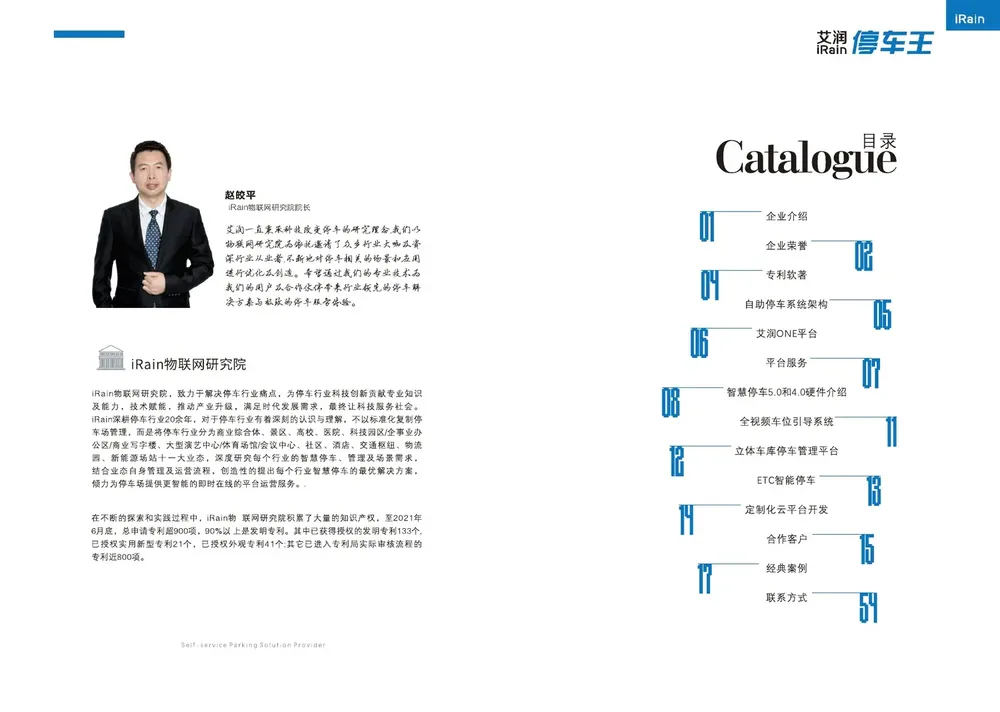 赵皎平
iRain物联网研究院院长
艾润一直秉承科技改变停车的研究理念,我们以
物联网研究院为依托邀请了众多行业大咖及资
深行业从业者,不断地对停车相关的场景和应用
进行优化及创造。希望通过我们的专业技术为
我们的用户及合作伙伴带来行业领先的停车解
决方案与极致的停车服务体验。
iRain物联网研究院
iRain物联网研究院，致力于解决停车行业痛点，为停车行业科技创新贡献专业知识
及能力，技术赋能，推动产业升级，满足时代发展需求，最终让科技服务社会。
iRain深耕停车行业20余年，对于停车行业有着深刻的认识与理解，不以标准化复制停
车场管理，而是将停车行业分为商业综合体、景区、高校、医院、科技园区/企事业办
公区/商业写字楼、大型演艺中心/体育场馆/会议中心、社区、酒店、交通枢纽、物流
园、新能源场站十一大业态，深度研究每个行业的智慧停车、管理及场景需求，
结合业态自身管理及运营流程，创造性的提出每个行业智慧停车的最优解决方案，
倾力为停车场提供更智能的即时在线的平台运营服务。.
在不断的探素和实践过程中，iRain物 联网研究院积累了大量的知识产权，至2021年
6月底，总申请专利超900项，90%以上是发明专利。其中已获得授权的发明专利133个,
已授权实用新型专利21个，已授权外观专利41个;其它已进入专利局实际审核流程的
专利近800项。
Self-service Parking Solution Provider
iRain
艾润 停车王
iRain
目录
Catalogue
01 企业介绍
企业荣誉 02
04 专利软著
自助停车系统架构 05
06 艾润ONE平台
平台服务 07
08 智慧停车5.0和4.0硬件介绍
全视频车位引导系统 11
12 立体车库停车管理平台
ETC智能停车 13
14 定制化云平台开发
合作客户 15
17 经典案例
联系方式 54